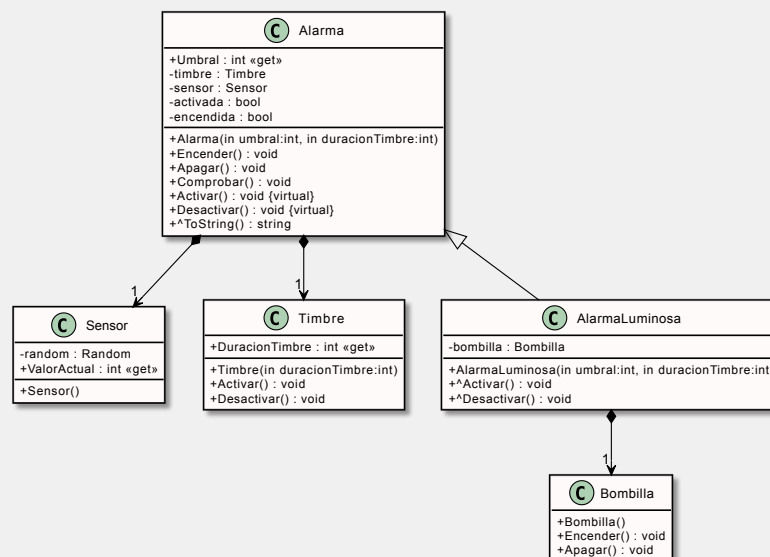 C Alarma
+Umbral : int «get»
-timbre : Timbre
-sensor : Sensor
-activada : bool
-encendida : bool
+Alarma(in umbral:int, in duracionTimbre:int)
+Encender() : void
+Apagar() : void
+Comprobar() : void
+Activar() : void {virtual}
+Desactivar() : void {virtual}
+^ToString() : string
1
1
C Sensor
-random : Random
+ValorActual : int «get»
+Sensor()
C Timbre
+DuracionTimbre : int «get»
+Timbre(in duracionTimbre:int)
+Activar() : void
+Desactivar() : void
C AlarmaLuminosa
-bombilla : Bombilla
+AlarmaLuminosa(in umbral:int, in duracionTimbre:int
+^Activar() : void
+^Desactivar() : void
1
C Bombilla
+Bombilla()
+Encender() : void
+Apagar() : void